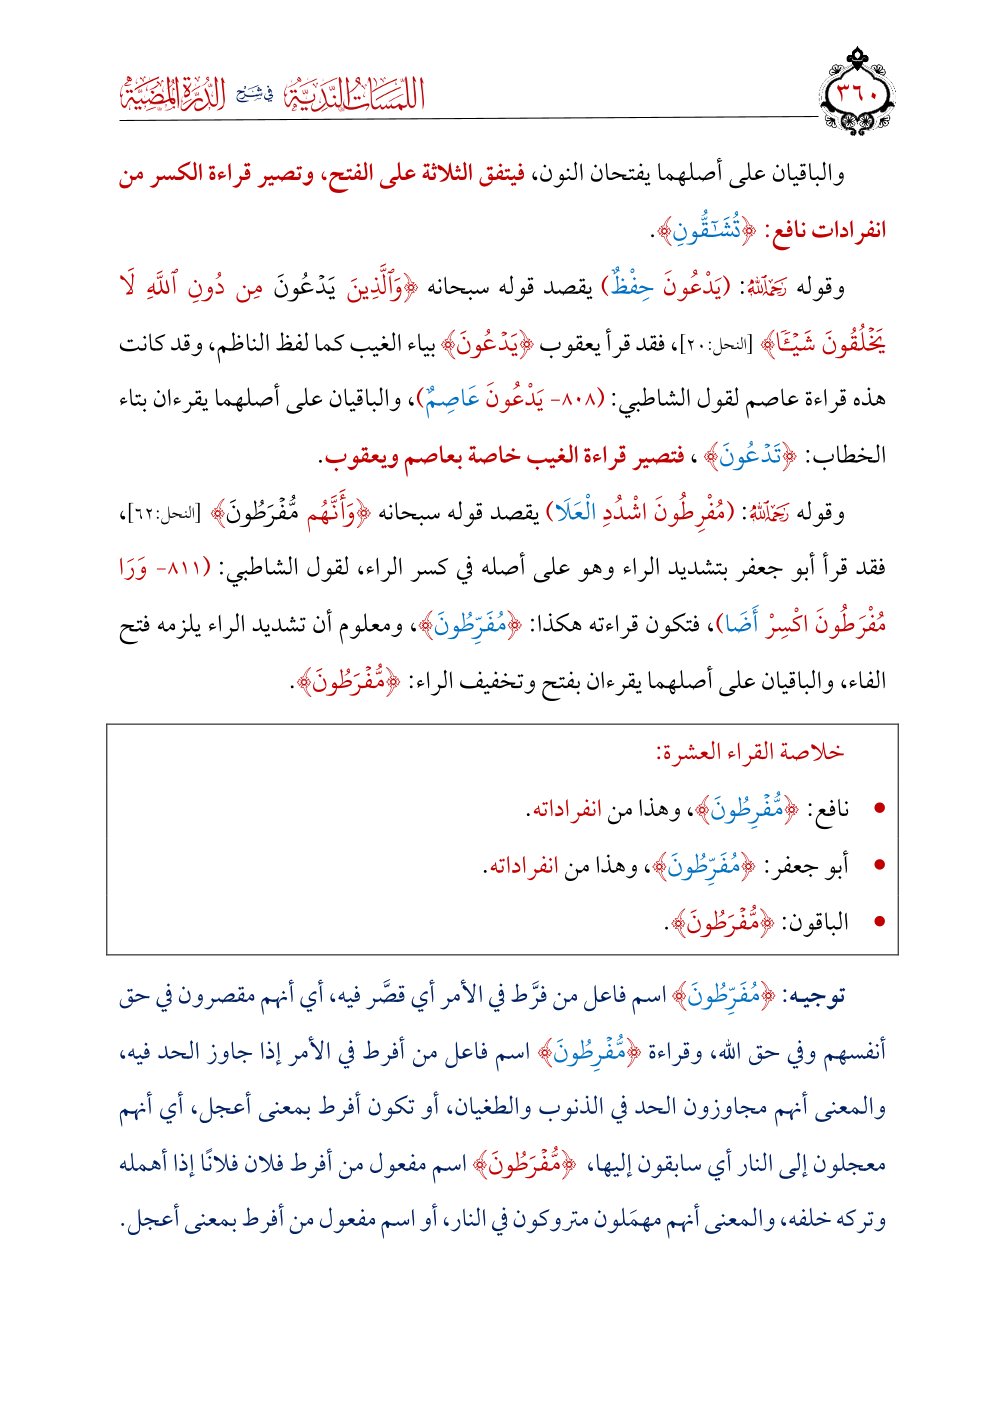 ٣٦٠
اللمسات الندية في شرح الدرة المضية
والباقيان على أصلهما يفتحان النون، فيتفق الثلاثة على الفتح، وتصير قراءة الكسر من
انفرادات نافع: ﴿تُشَـٰٓقُّونِ﴾.
وقوله رَحِمَهُ ٱللَّهُ: (يَدْعُونَ حِفْظٌ) يقصد قوله سبحانه ﴿وَٱلَّذِينَ يَدۡعُونَ مِن دُونِ ٱللَّهِ لَا
يَخۡلُقُونَ شَيۡـٔٗا﴾ [النحل:٢٠]، فقد قرأ يعقوب ﴿يَدۡعُونَ﴾ بياء الغيب كما لفظ الناظم، وقد كانت
هذه قراءة عاصم لقول الشاطبي: (٨٠٨- يَدْعُونَ عَاصِمٌ)، والباقيان على أصلهما يقرءان بتاء
الخطاب: ﴿تَدۡعُونَ﴾ ، فتصير قراءة الغيب خاصة بعاصم ويعقوب.
وقوله رَحِمَهُ ٱللَّهُ: (مُفْرِطُونَ اشْدُدِ الْعَلَا) يقصد قوله سبحانه ﴿وَأَنَّهُم مُّفۡرَطُونَ﴾ [النحل:٦٢]،
فقد قرأ أبو جعفر بتشديد الراء وهو على أصله في كسر الراء، لقول الشاطبي: (٨١١- وَرَا
مُفْرَطُونَ اكْسِرْ أَضَا)، فتكون قراءته هكذا: ﴿مُفَرِّطُونَ﴾، ومعلوم أن تشديد الراء يلزمه فتح
الفاء، والباقيان على أصلهما يقرءان بفتح وتخفيف الراء: ﴿مُّفۡرَطُونَ﴾.
خلاصة القراء العشرة:
• نافع: ﴿مُّفۡرِطُونَ﴾، وهذا من انفراداته.
• أبو جعفر: ﴿مُفَرِّطُونَ﴾، وهذا من انفراداته.
• الباقون: ﴿مُّفۡرَطُونَ﴾.
توجيـه: ﴿مُفَرِّطُونَ﴾ اسم فاعل من فرَّط في الأمر أي قصَّر فيه، أي أنهم مقصرون في حق
أنفسهم وفي حق الله، وقراءة ﴿مُّفۡرِطُونَ﴾ اسم فاعل من أفرط في الأمر إذا جاوز الحد فيه،
والمعنى أنهم مجاوزون الحد في الذنوب والطغيان، أو تكون أفرط بمعنى أعجل، أي أنهم
معجلون إلى النار أي سابقون إليها، ﴿مُّفۡرَطُونَ﴾ اسم مفعول من أفرط فلان فلانًا إذا أهمله
وتركه خلفه، والمعنى أنهم مهمَلون متروكون في النار، أو اسم مفعول من أفرط بمعنى أعجل.